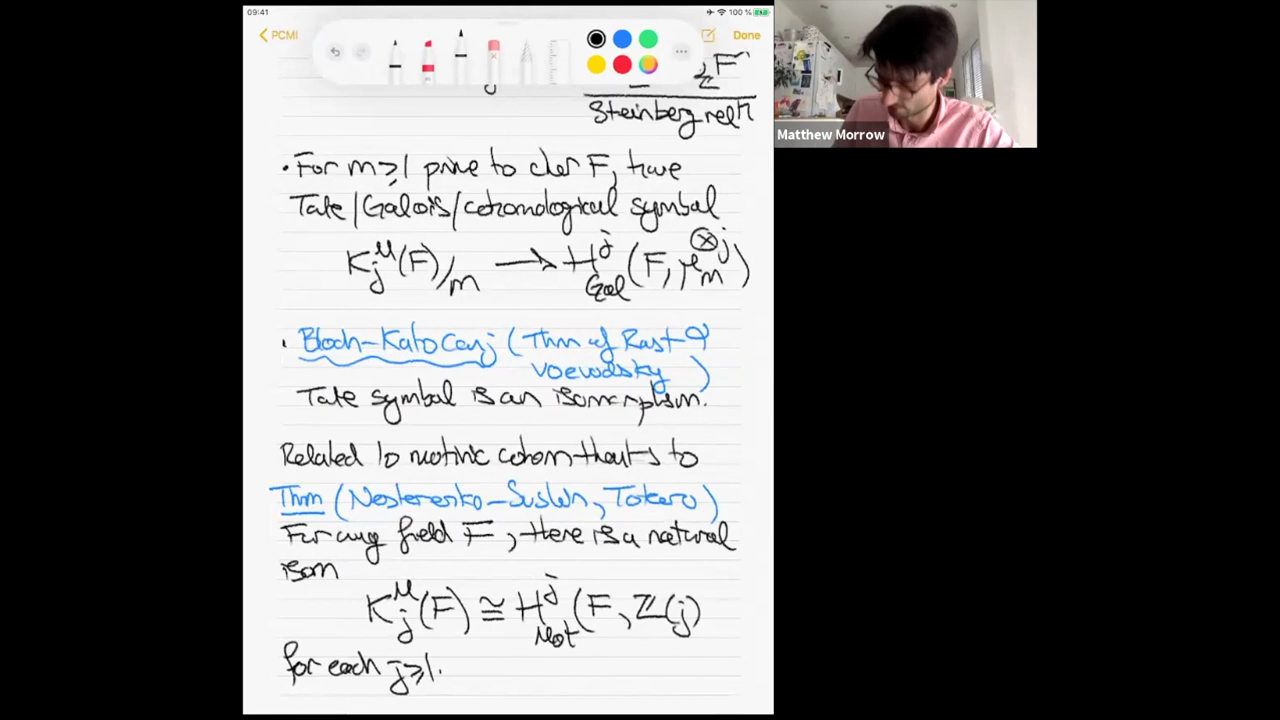 09:41
100 %
PCMI
Done
Matthew Morrow
ℤ F
Steinberg relⁿ
• For m ≥ 1 prime to char F, have
Tate/Galois/cohomological symbol
K_j^M(F)/m → H^j_Gal (F, μ_m^{⊗j})
• Bloch-Kato Conj (Thm of Rost &
Voevodsky)
Tate symbol is an isomorphism.
Related to motivic cohom thanks to
Thm (Nesterenko-Suslin, Totaro)
For any field F, there is a natural
isom
K_j^M(F) ≅ H^j_Mot (F, ℤ(j))
for each j ≥ 1.